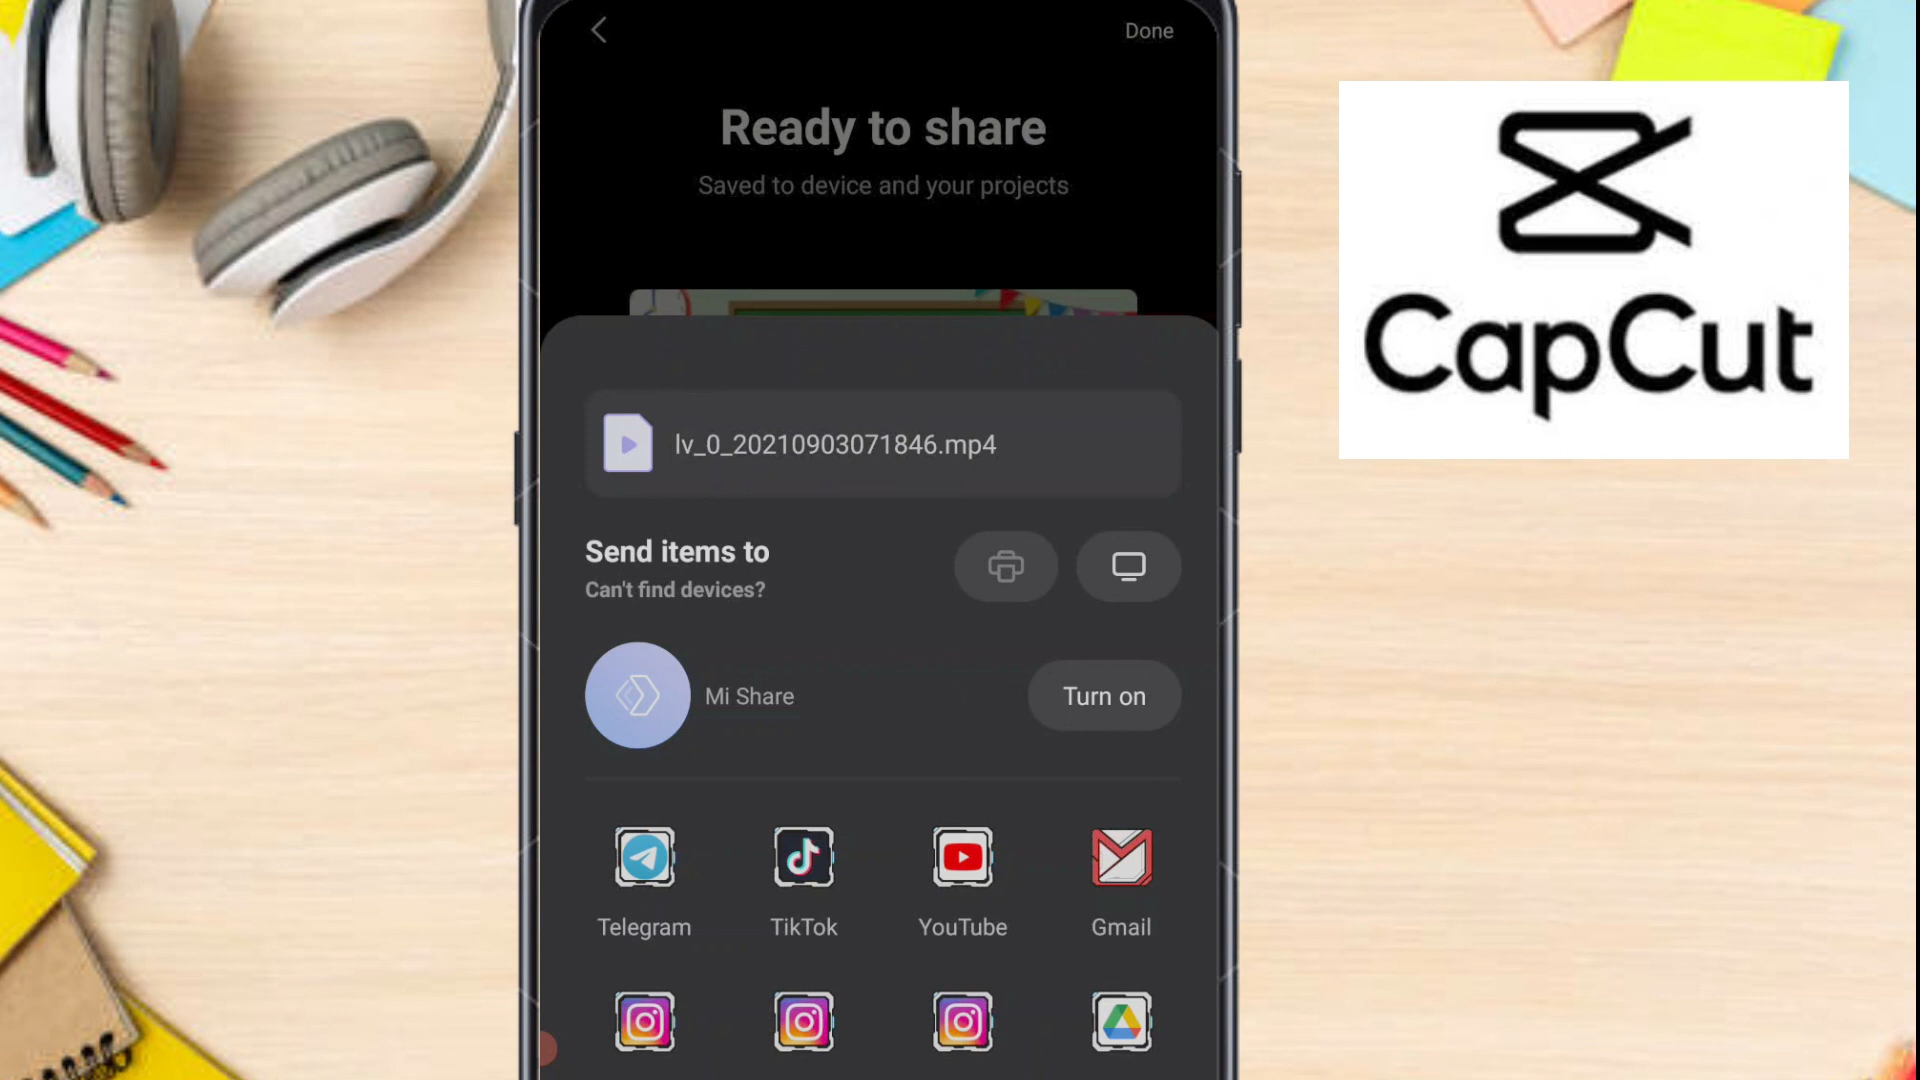 Done
Ready to share
Saved to device and your projects
CapCut
lv_0_20210903071846.mp4
Send items to
Can't find devices?
Mi Share
Turn on
Telegram
TikTok
YouTube
Gmail